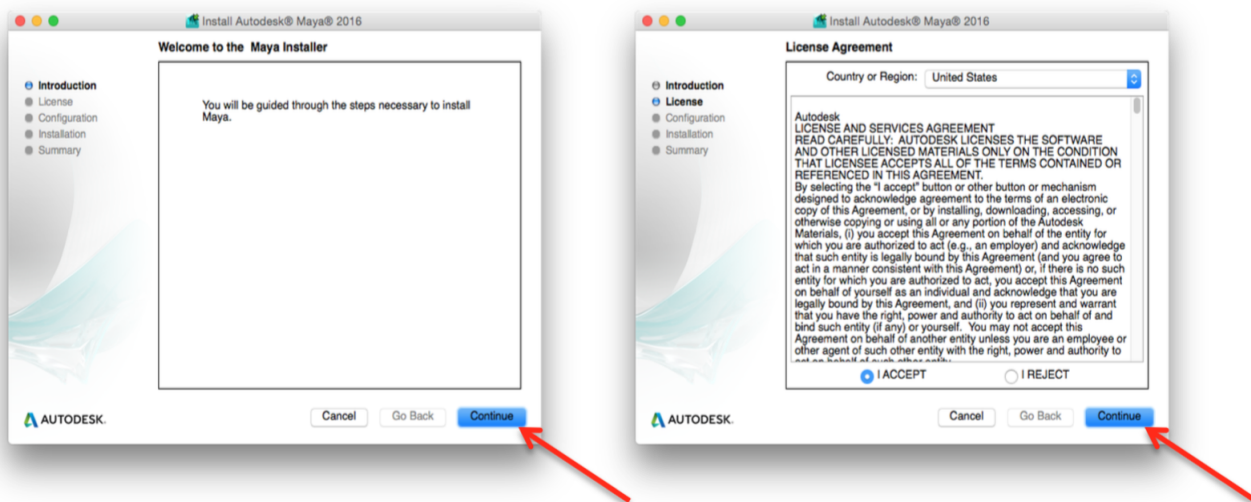 Install Autodesk® Maya® 2016
Welcome to the  Maya Installer
Introduction
License
Configuration
Installation
Summary
You will be guided through the steps necessary to install
Maya.
AUTODESK.
Cancel
Go Back
Continue
Install Autodesk® Maya® 2016
License Agreement
Introduction
License
Configuration
Installation
Summary
Country or Region: United States
Autodesk
LICENSE AND SERVICES AGREEMENT
READ CAREFULLY:  AUTODESK LICENSES THE SOFTWARE
AND OTHER LICENSED MATERIALS ONLY ON THE CONDITION
THAT LICENSEE ACCEPTS ALL OF THE TERMS CONTAINED OR
REFERENCED IN THIS AGREEMENT.
By selecting the "I accept" button or other button or mechanism
designed to acknowledge agreement to the terms of an electronic
copy of this Agreement, or by installing, downloading, accessing, or
otherwise copying or using all or any portion of the Autodesk
Materials, (i) you accept this Agreement on behalf of the entity for
which you are authorized to act (e.g., an employer) and acknowledge
that such entity is legally bound by this Agreement (and you agree to
act in a manner consistent with this Agreement) or, if there is no such
entity for which you are authorized to act, you accept this Agreement
on behalf of yourself as an individual and acknowledge that you are
legally bound by this Agreement, and (ii) you represent and warrant
that you have the right, power and authority to act on behalf of and
bind such entity (if any) or yourself.  You may not accept this
Agreement on behalf of another entity unless you are an employee or
other agent of such other entity with the right, power and authority to
I ACCEPT
I REJECT
AUTODESK.
Cancel
Go Back
Continue